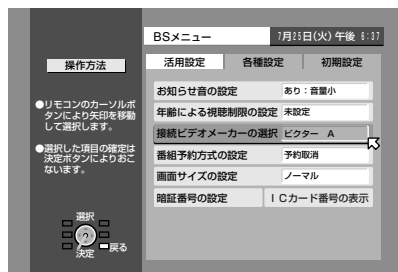 BSメニュー
7月25日(火) 午後 6:37
操作方法
●リモコンのカーソルボ
タンにより矢印を移動
して選択します。
●選択した項目の確定は
決定ボタンによりおこ
ないます。
選択
決定
戻る
活用設定 各種設定 初期設定
お知らせ音の設定 あり：音量小
年齢による視聴制限の設定 未設定
接続ビデオメーカーの選択 ビクター A
番組予約方式の設定 予約取消
画面サイズの設定 ノーマル
暗証番号の設定 ICカード番号の表示